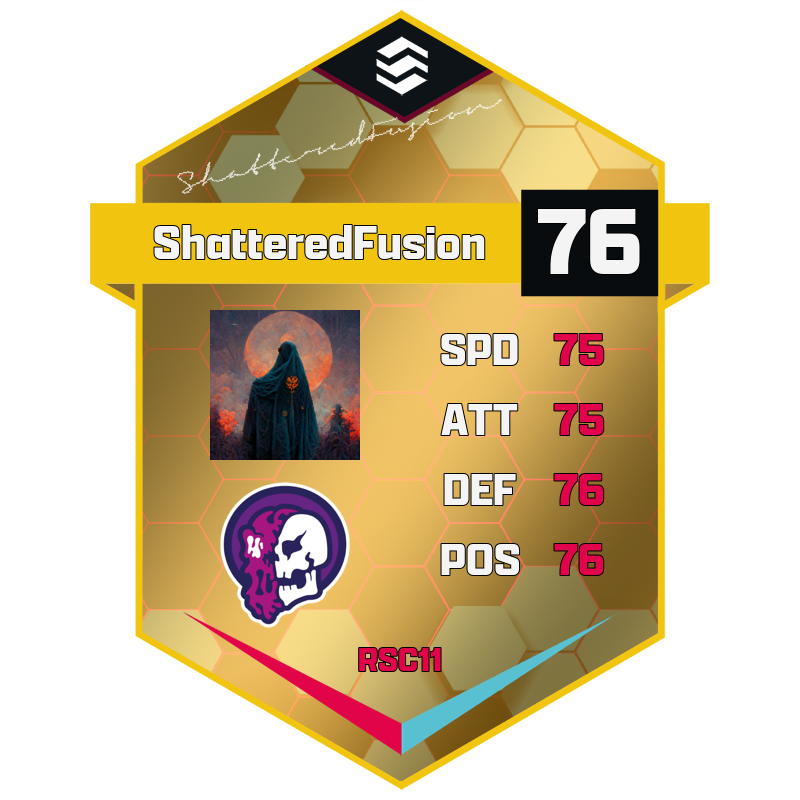 ShatteredFusion
ShatteredFusion 76
SPD 75
ATT 75
DEF 76
POS 76
RSC11